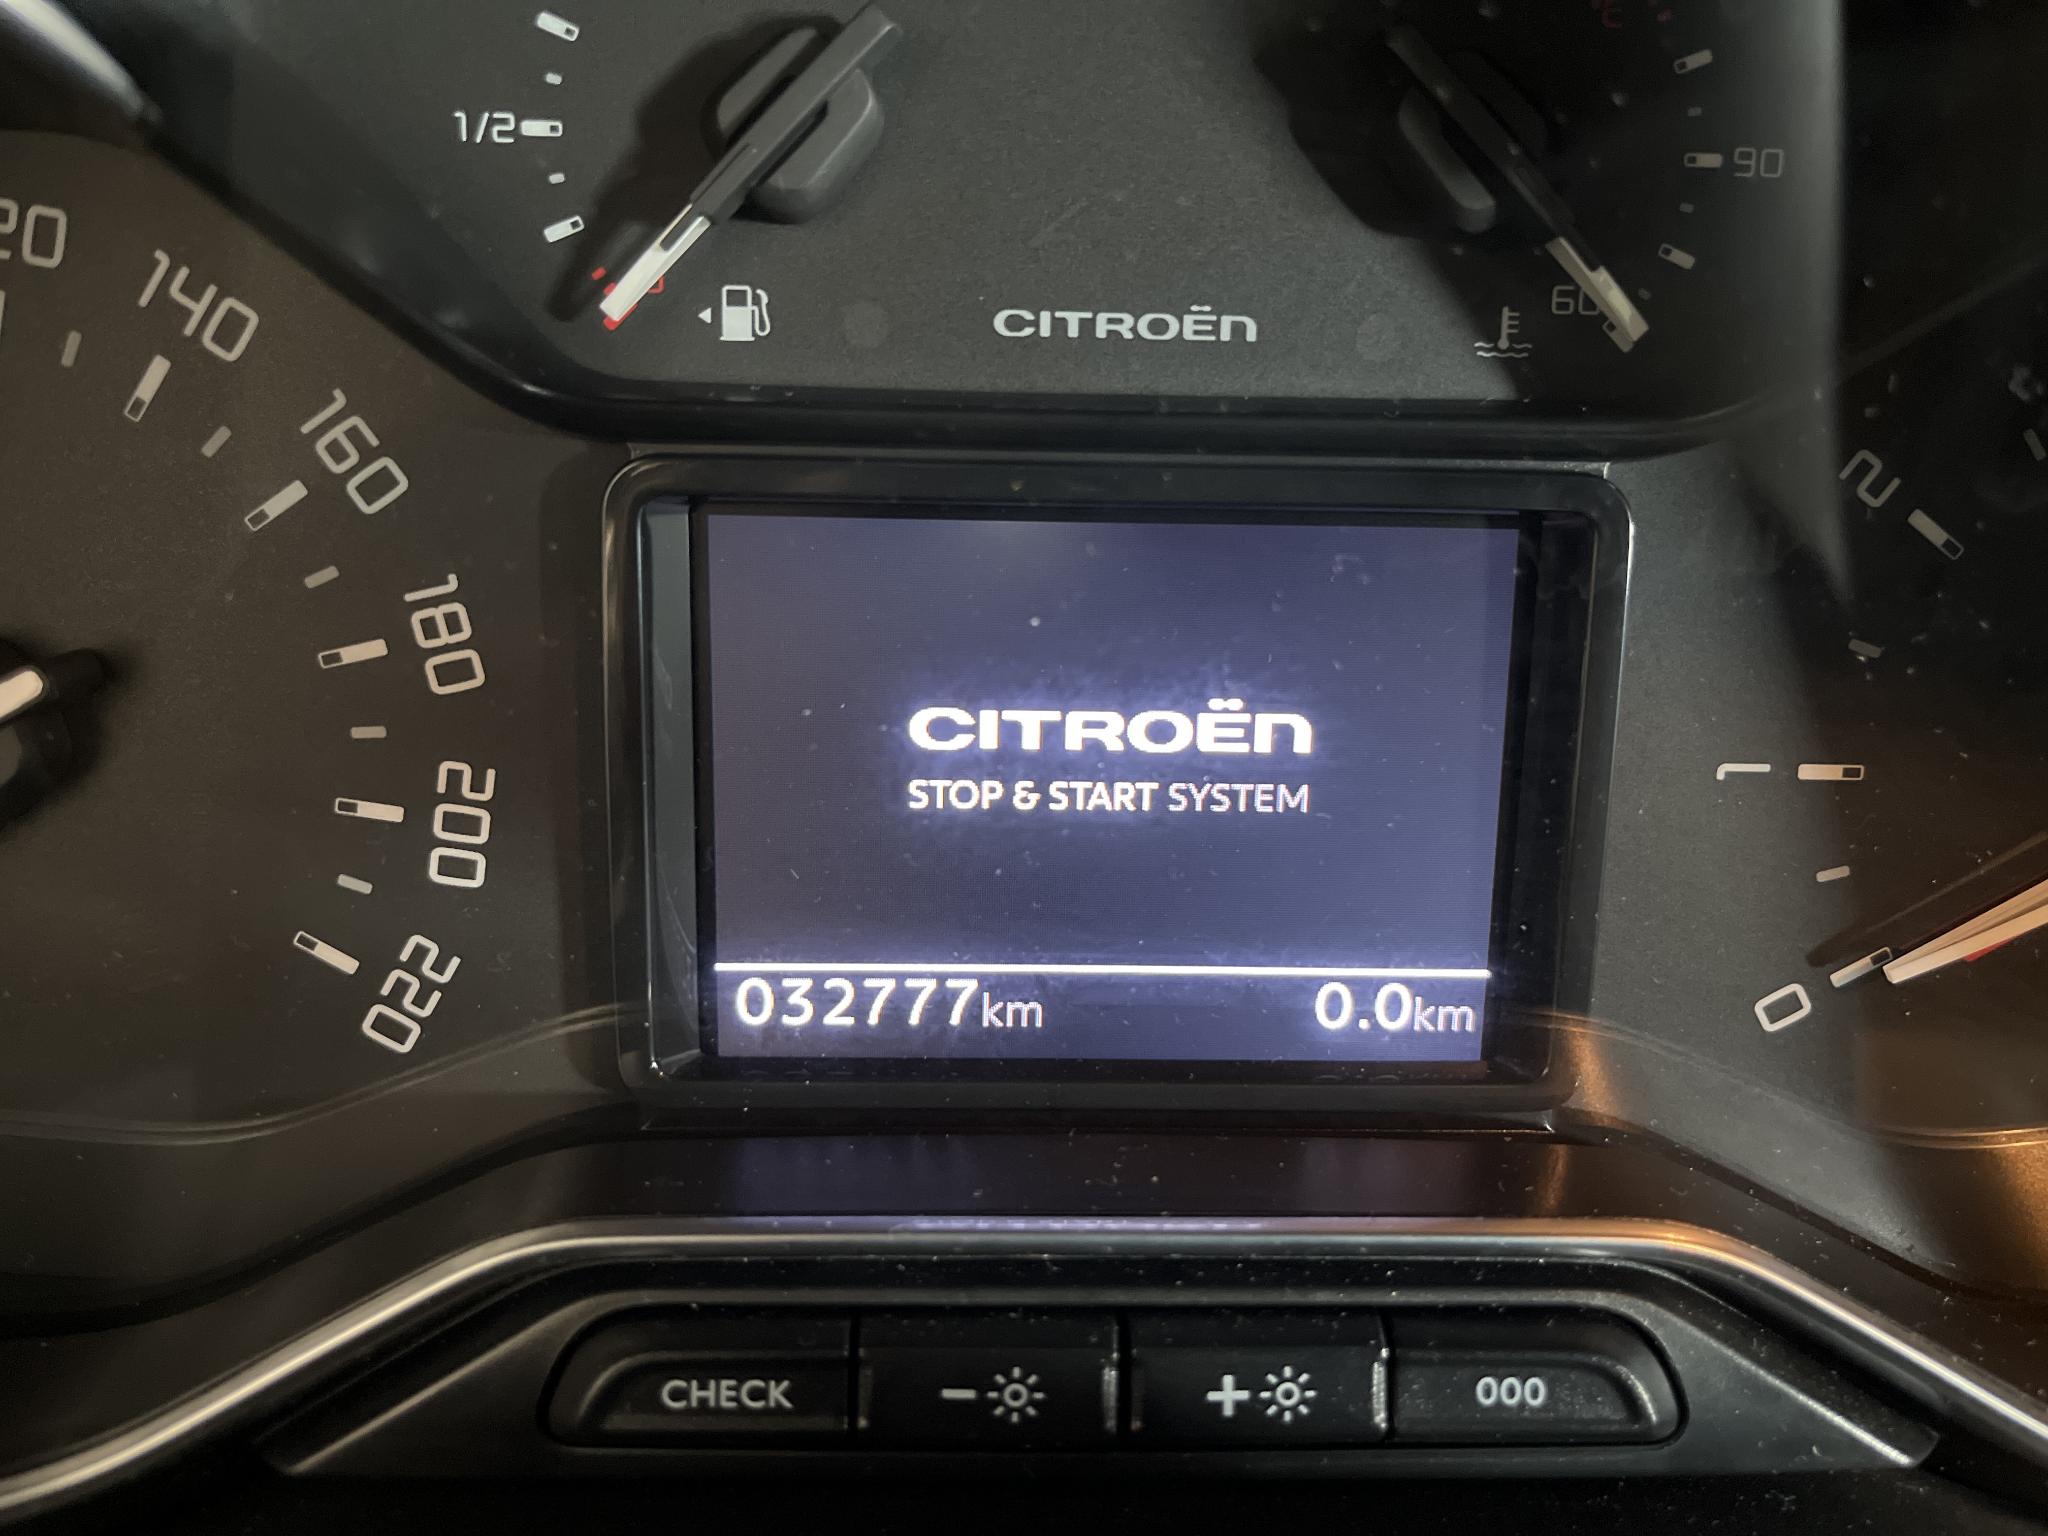 1/2
90
CITROËN
60
140
160
180
200
220
2
1
0
CITROËN
STOP & START SYSTEM
032777km
0.0km
CHECK
-
+
000